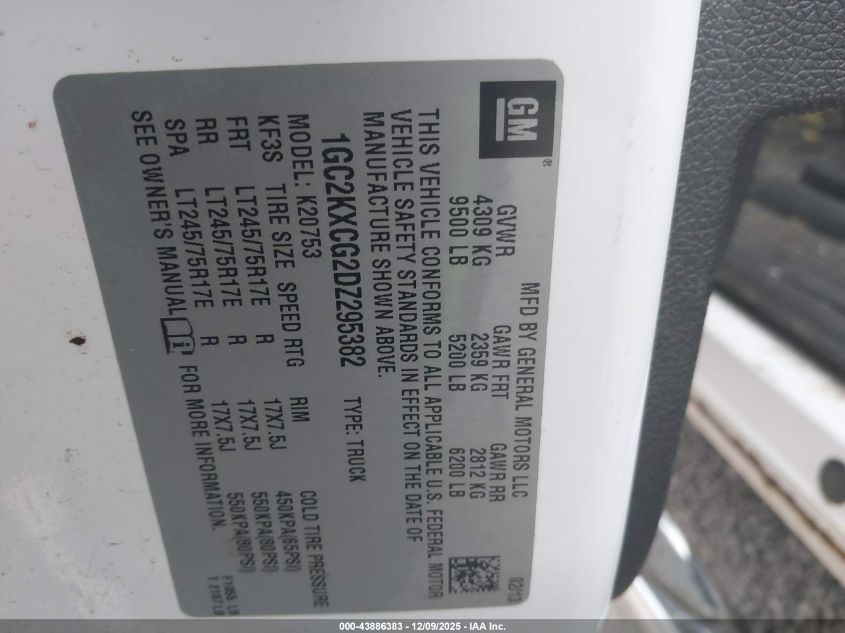 GM®
MFD BY GENERAL MOTORS LLC
02/13
GVWR GAWR FRT GAWR RR
4309 KG 2359 KG 2812 KG
9500 LB 5200 LB 6200 LB
THIS VEHICLE CONFORMS TO ALL APPLICABLE U.S. FEDERAL MOTOR
VEHICLE SAFETY STANDARDS IN EFFECT ON THE DATE OF
MANUFACTURE SHOWN ABOVE.
1GC2KXCG2DZ295382 TYPE: TRUCK
MODEL: K20753
KF3S TIRE SIZE SPEED RTG RIM COLD TIRE PRESSURE
FRT LT245/75R17E R 17X7.5J 450KPA(65PSI)
RR LT245/75R17E R 17X7.5J 550KPA(80PSI)
SPA LT245/75R17E R 17X7.5J 550KPA(80PSI)
SEE OWNER'S MANUAL FOR MORE INFORMATION.
000-43886383 - 12/09/2025 - IAA Inc.